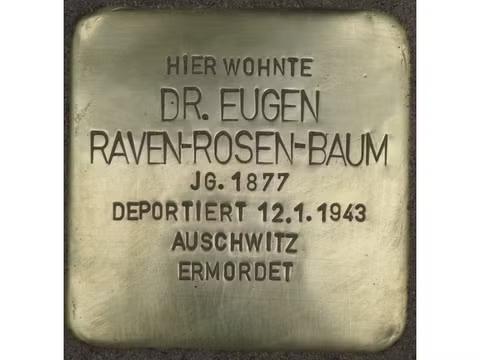 HIER WOHNTE
DR. EUGEN
RAVEN-ROSEN-BAUM
JG. 1877
DEPORTIERT 12.1.1943
AUSCHWITZ
ERMORDET